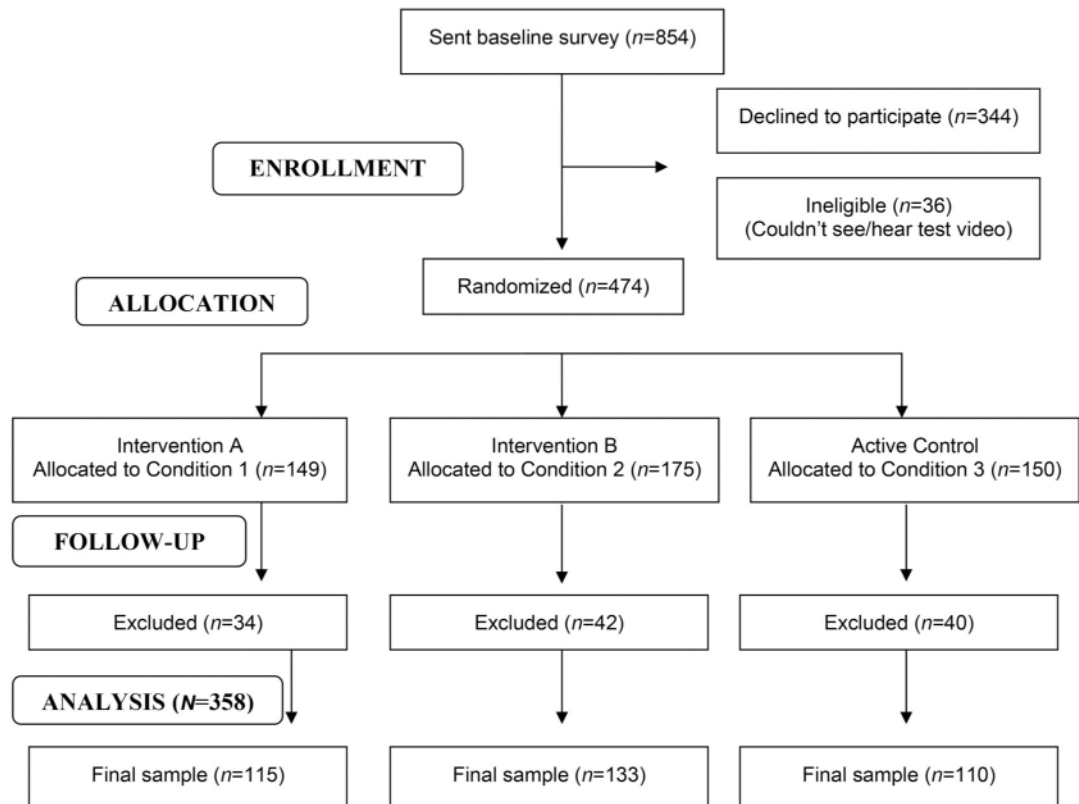 Sent baseline survey (n=854)
Declined to participate (n=344)
ENROLLMENT
Ineligible (n=36)
(Couldn't see/hear test video)
Randomized (n=474)
ALLOCATION
Intervention A
Allocated to Condition 1 (n=149)
Intervention B
Allocated to Condition 2 (n=175)
Active Control
Allocated to Condition 3 (n=150)
FOLLOW-UP
Excluded (n=34)
Excluded (n=42)
Excluded (n=40)
ANALYSIS (N=358)
Final sample (n=115)
Final sample (n=133)
Final sample (n=110)